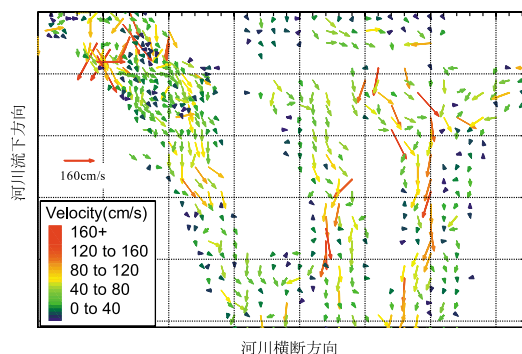 河川流下方向
160cm/s
Velocity(cm/s)
160+
120 to 160
80 to 120
40 to 80
0 to 40
河川横断方向